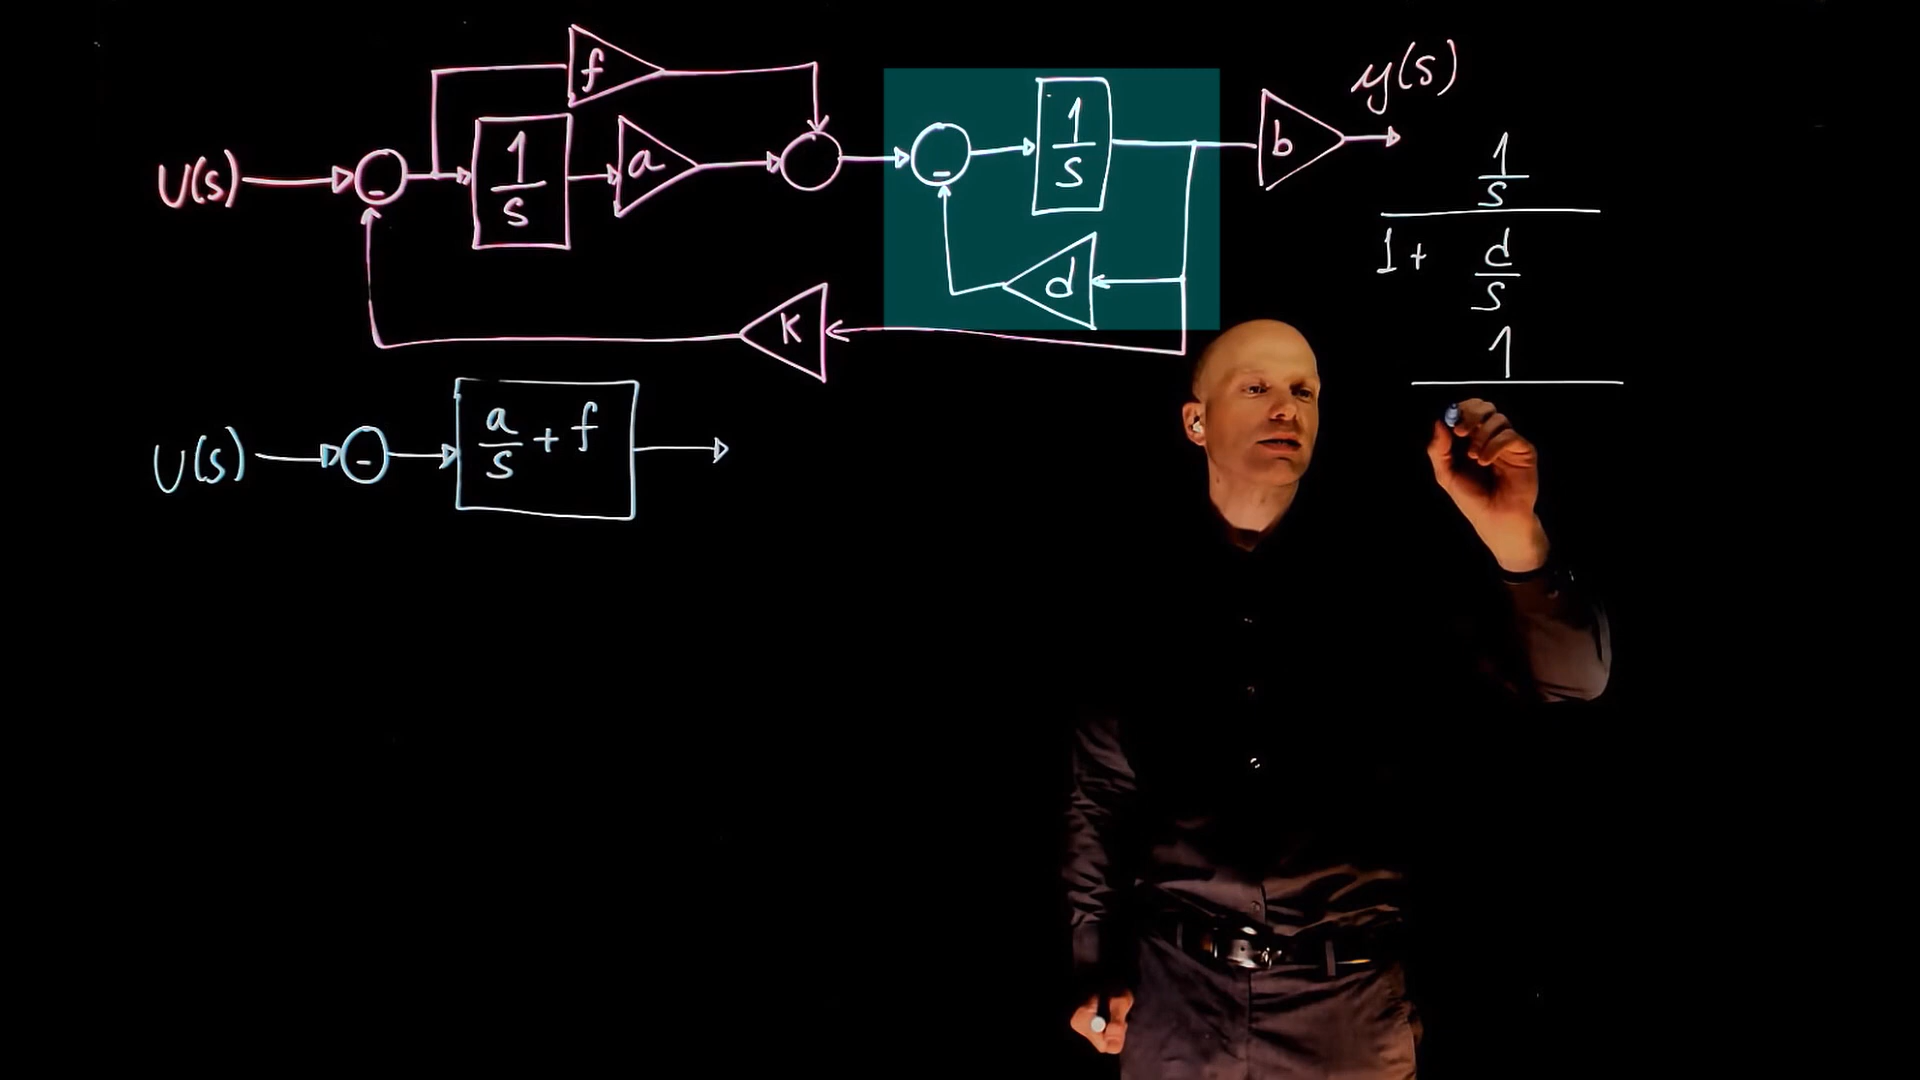 f
U(s) - 1/s a - 1/s b y(s)
d
K
(1/s)/(1 + d/s)
1
U(s) - a/s + f